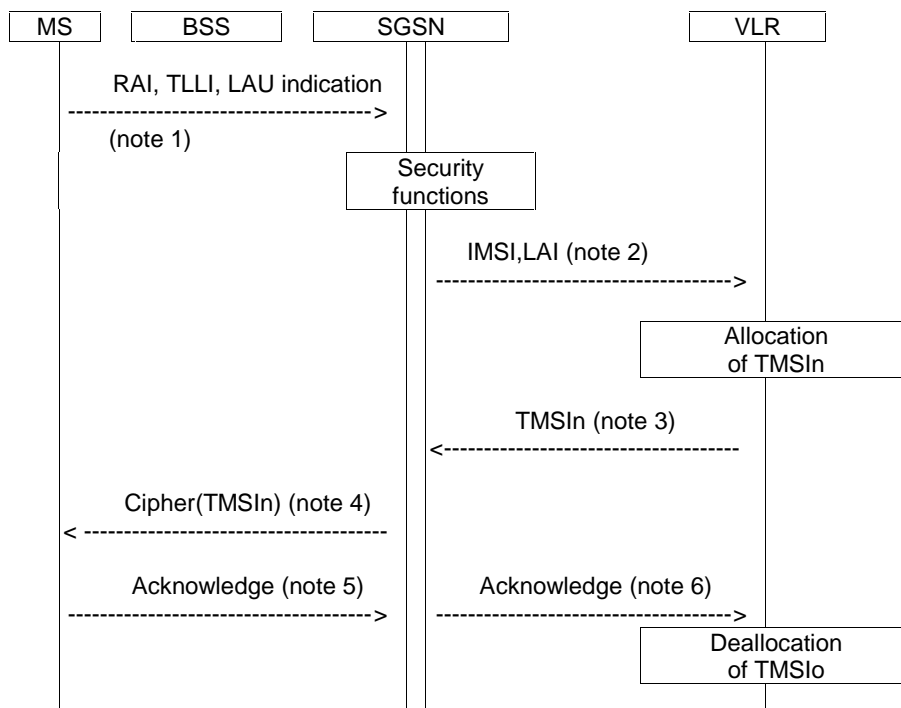 MS BSS SGSN VLR
RAI, TLLI, LAU indication
(note 1)
Security
functions
IMSI,LAI (note 2)
Allocation
of TMSIn
TMSIn (note 3)
Cipher(TMSIn) (note 4)
Acknowledge (note 5) Acknowledge (note 6)
Deallocation
of TMSIo